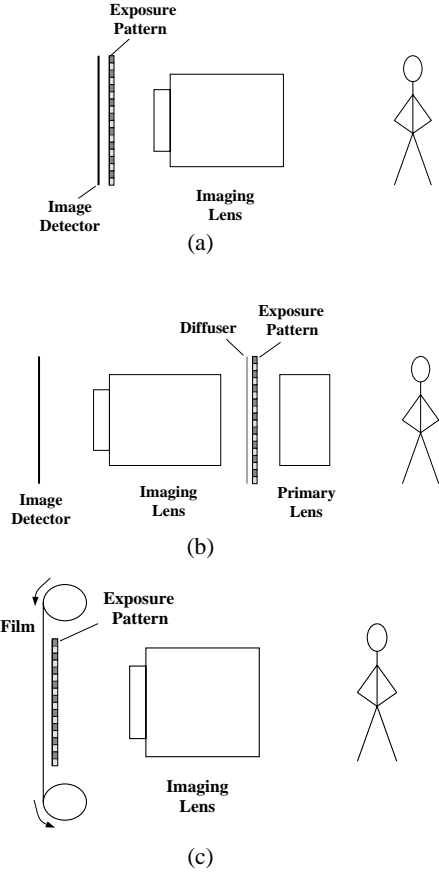 Exposure
Pattern
Image
Detector
Imaging
Lens
(a)
Diffuser
Exposure
Pattern
Image
Detector
Imaging
Lens
Primary
Lens
(b)
Film
Exposure
Pattern
Imaging
Lens
(c)